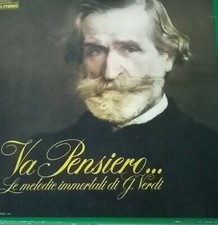 Va Pensiero...
Le melodie immortali di G. Verdi